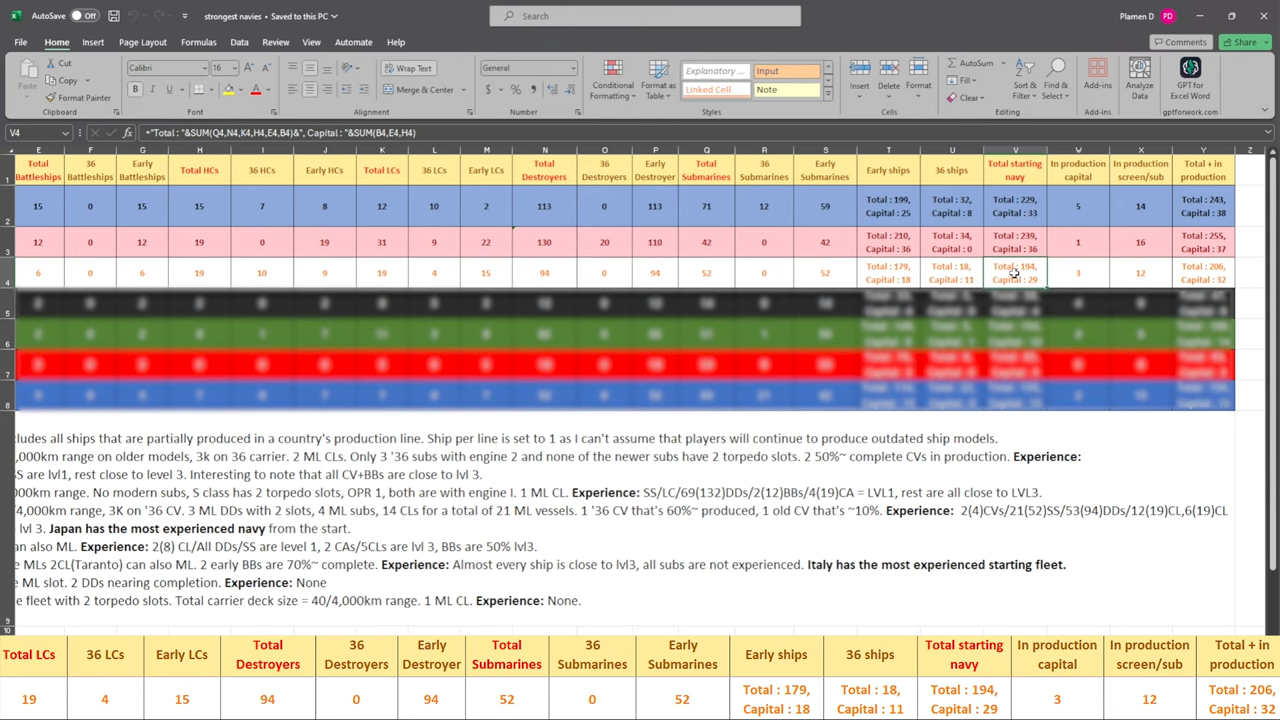 AutoSave Off strongest navies • Saved to this PC Search Plamen D PD
File Home Insert Page Layout Formulas Data Review View Automate Help Comments Share
Paste Cut Copy Format Painter Clipboard
Calibri 16 B I U Font
Wrap Text Merge & Center Alignment
General Number
Conditional Formatting Format as Table Explanatory ... Input Linked Cell Note Styles
Insert Delete Format Cells
AutoSum Fill Clear Sort & Filter Find & Select Editing
Add-ins Add-ins Analyze Data GPT for Excel Word gptforwork.com
V4 fx ="Total : "&SUM(Q4,N4,K4,H4,E4,B4)&", Capital : "&SUM(B4,E4,H4)
E F G H I J K L M N O P Q R S T U V W X Y Z
1 Total Battleships 36 Battleships Early Battleships Total HCs 36 HCs Early HCs Total LCs 36 LCs Early LCs Total Destroyers 36 Destroyers Early Destroyer Total Submarines 36 Submarines Early Submarines Early ships 36 ships Total starting navy In production capital In production screen/sub Total + in production
2 15 0 15 15 7 8 12 10 2 113 0 113 71 12 59 Total : 199, Capital : 25 Total : 32, Capital : 8 Total : 229, Capital : 33 5 14 Total : 243, Capital : 38
3 12 0 12 19 0 19 31 9 22 130 20 110 42 0 42 Total : 210, Capital : 36 Total : 34, Capital : 0 Total : 239, Capital : 36 1 16 Total : 255, Capital : 37
4 6 0 6 19 10 9 19 4 15 94 0 94 52 0 52 Total : 179, Capital : 18 Total : 18, Capital : 11 Total : 194, Capital : 29 3 12 Total : 206, Capital : 32
5
6
7
8
cludes all ships that are partially produced in a country's production line. Ship per line is set to 1 as I can't assume that players will continue to produce outdated ship models.
,000km range on older models, 3k on 36 carrier. 2 ML CLs. Only 3 '36 subs with engine 2 and none of the newer subs have 2 torpedo slots. 2 50%~ complete CVs in production. Experience:
SS are lvl1, rest close to level 3. Interesting to note that all CV+BBs are close to lvl 3.
000km range. No modern subs, S class has 2 torpedo slots, OPR 1, both are with engine I. 1 ML CL. Experience: SS/LC/69(132)DDs/2(12)BBs/4(19)CA = LVL1, rest are all close to LVL3.
/4,000km range, 3K on '36 CV. 3 ML DDs with 2 slots, 4 ML subs, 14 CLs for a total of 21 ML vessels. 1 '36 CV that's 60%~ produced, 1 old CV that's ~10%. Experience: 2(4)CVs/21(52)SS/53(94)DDs/12(19)CL,6(19)CL
lvl 3. Japan has the most experienced navy from the start.
an also ML. Experience: 2(8) CL/All DDs/SS are level 1, 2 CAs/5CLs are lvl 3, BBs are 50% lvl3.
e MLs 2CL(Taranto) can also ML. 2 early BBs are 70%~ complete. Experience: Almost every ship is close to lvl3, all subs are not experienced. Italy has the most experienced starting fleet.
e ML slot. 2 DDs nearing completion. Experience: None
e fleet with 2 torpedo slots. Total carrier deck size = 40/4,000km range. 1 ML CL. Experience: None.
9
10
Total LCs 36 LCs Early LCs Total Destroyers 36 Destroyers Early Destroyer Total Submarines 36 Submarines Early Submarines Early ships 36 ships Total starting navy In production capital In production screen/sub Total + in production
19 4 15 94 0 94 52 0 52 Total : 179, Capital : 18 Total : 18, Capital : 11 Total : 194, Capital : 29 3 12 Total : 206, Capital : 32